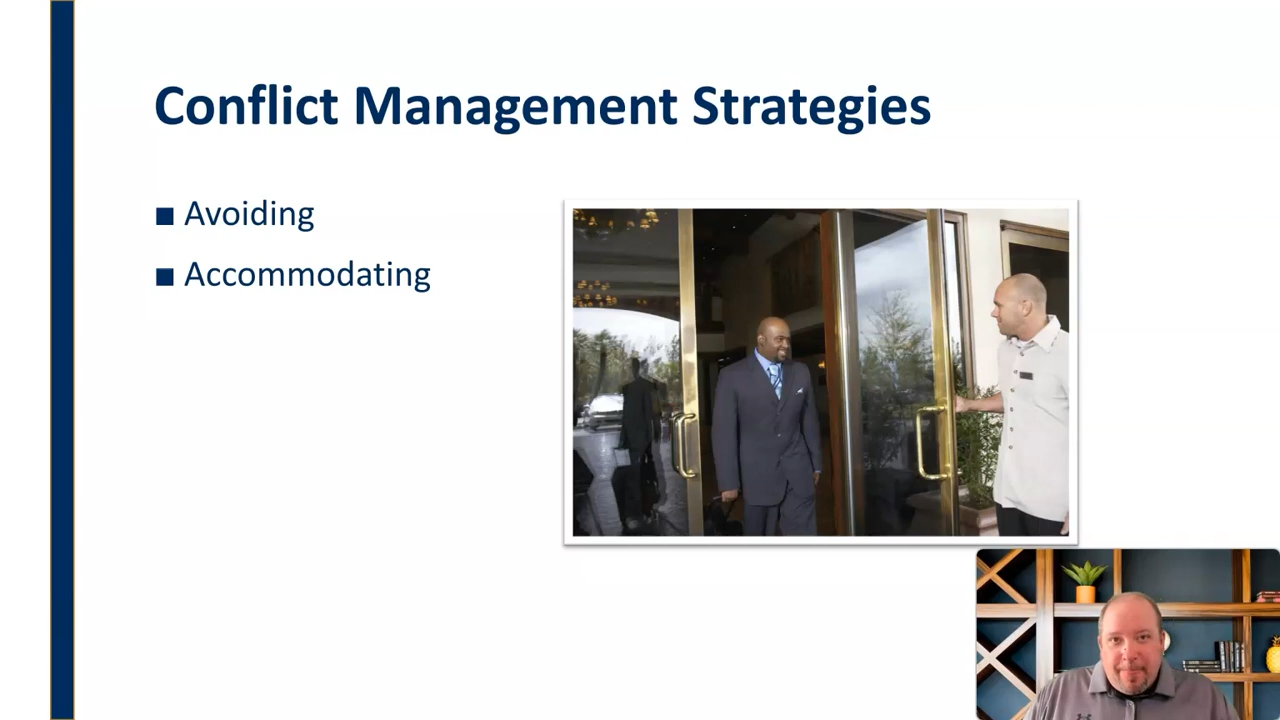 Conflict Management Strategies
■ Avoiding
■ Accommodating